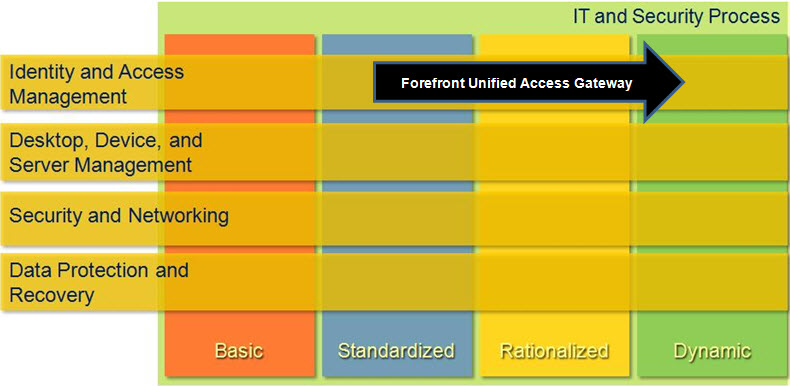 IT and Security Process
Identity and Access
Management
Forefront Unified Access Gateway
Desktop, Device, and
Server Management
Security and Networking
Data Protection and
Recovery
Basic
Standardized
Rationalized
Dynamic